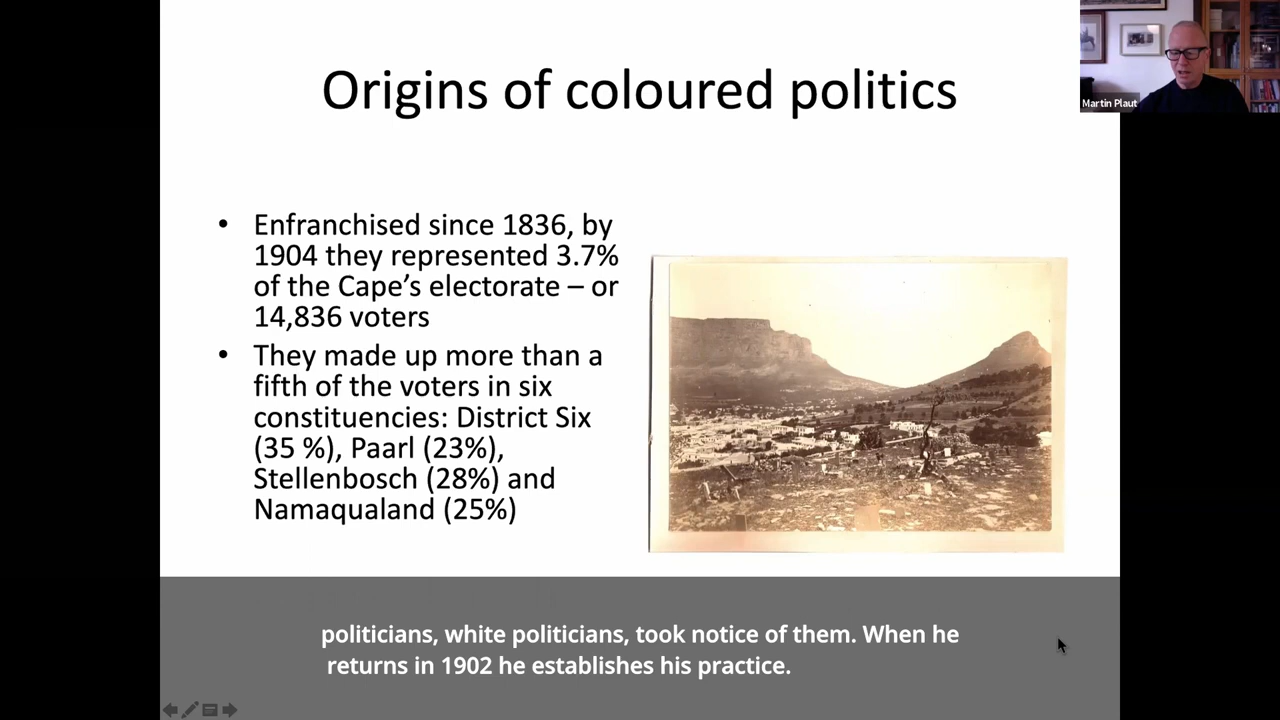 Origins of coloured politics
Martin Plaut
• Enfranchised since 1836, by
1904 they represented 3.7%
of the Cape’s electorate – or
14,836 voters
• They made up more than a
fifth of the voters in six
constituencies: District Six
(35 %), Paarl (23%),
Stellenbosch (28%) and
Namaqualand (25%)
politicians, white politicians, took notice of them. When he
returns in 1902 he establishes his practice.